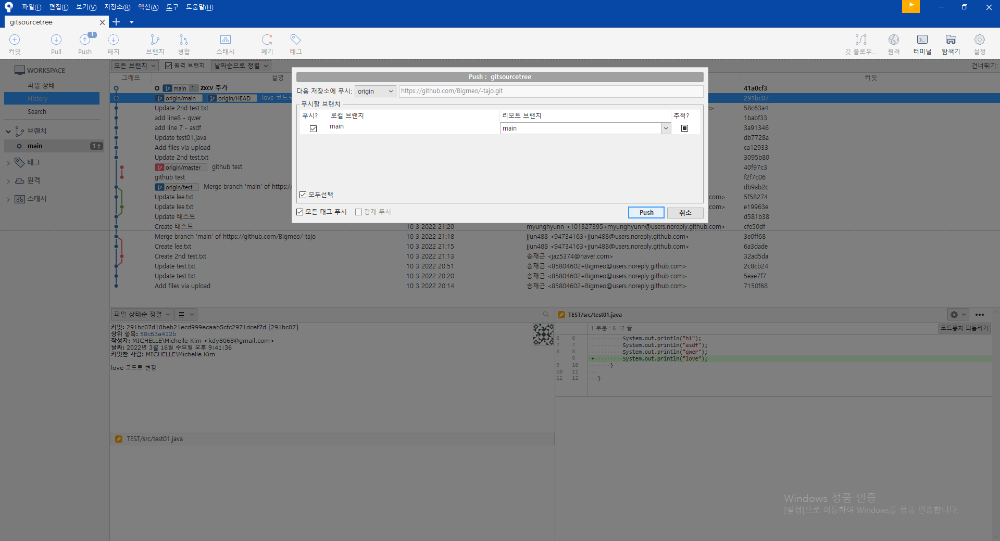 파일(F) 편집(E) 보기(V) 저장소(R) 액션(A) 도구 도움말(H)
gitsourctree
커밋 Pull Push 1 패치 브랜치 병합 스태시 폐기 태그 깃 플로우... 원격 터미널 탐색기 설정
WORKSPACE
파일 상태
History
Search
브랜치
main 1↑
태그
원격
스태시
모든 브랜치 원격 브랜치 날짜순으로 정렬 건너뛰기:
그래프 설명 커밋
main 1 zxcv 추가 41a0cf3
origin/main origin/HEAD love 코드로 291bc07
Update 2nd test.txt > 58c63a4
add line8 - qwer 1babf33
add line 7 - asdf 3a91346
Update test01.java db7728a
Add files via upload ca12933
Update 2nd test.txt 3095b80
origin/master github test 40f97c3
github test f2f7c06
origin/test Merge branch 'main' of https:// db9ab2c
Update lee.txt com> 5f58274
Update lee.txt com> e19963e
Update 테스트 d581b38
Create 테스트 10 3 2022 21:20 myunghyunn <101327395+myunghyunn@users.noreply.github.com> cfe50df
Merge branch 'main' of https://github.com/Bigmeo/-tajo 10 3 2022 21:18 jjun488 <94734163+jjun488@users.noreply.github.com> 3e0ff68
Create lee.txt 10 3 2022 21:15 jjun488 <94734163+jjun488@users.noreply.github.com> 6a3dade
Create 2nd test.txt 10 3 2022 21:13 송재근 <jaz5374@naver.com> 32ad5da
Update test.txt 10 3 2022 20:51 송재근 <85804602+Bigmeo@users.noreply.github.com> 2c8cb24
Update test.txt 10 3 2022 20:20 송재근 <85804602+Bigmeo@users.noreply.github.com> 5eae7f7
Add files via upload 10 3 2022 20:14 송재근 <85804602+Bigmeo@users.noreply.github.com> 7150f68
Push : gitsourcetree
다음 저장소에 푸시: origin https://github.com/Bigmeo/-tajo.git
푸시할 브랜치
푸시? 로컬 브랜치 리모트 브랜치 추적?
main main
모두선택
모든 태그 푸시 강제 푸시 Push 취소
파일 상태순 정렬
커밋: 291bc07d18beb21ecd999ecaab5cfc2971dcef7d [291bc07]
상위 항목: 58c63a412b
작성자: MICHELLE\Michelle Kim <kdy8068@gmail.com>
날짜: 2022년 3월 16일 수요일 오후 9:41:36
커밋한 사람: MICHELLE\Michelle Kim
love 코드로 변경
TEST/src/test01.java
TEST/src/test01.java
1 부분 : 6-12 줄 코드뭉치 되돌리기
6 6 System.out.println("hi");
7 7 System.out.println("asdf");
8 8 System.out.println("qwer");
9 + System.out.println("love");
9 10 }
10 11
11 12 }
Windows 정품 인증
[설정]으로 이동하여 Windows를 정품 인증합니다.